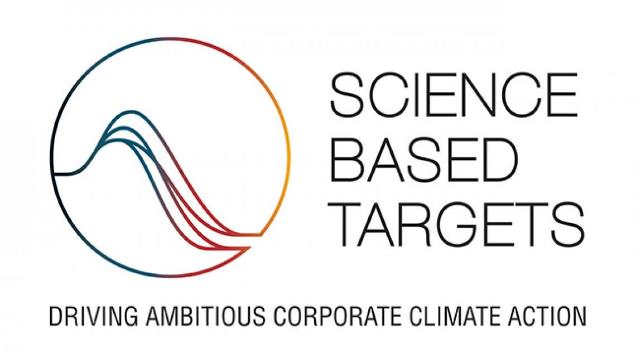 SCIENCE
BASED
TARGETS
DRIVING AMBITIOUS CORPORATE CLIMATE ACTION